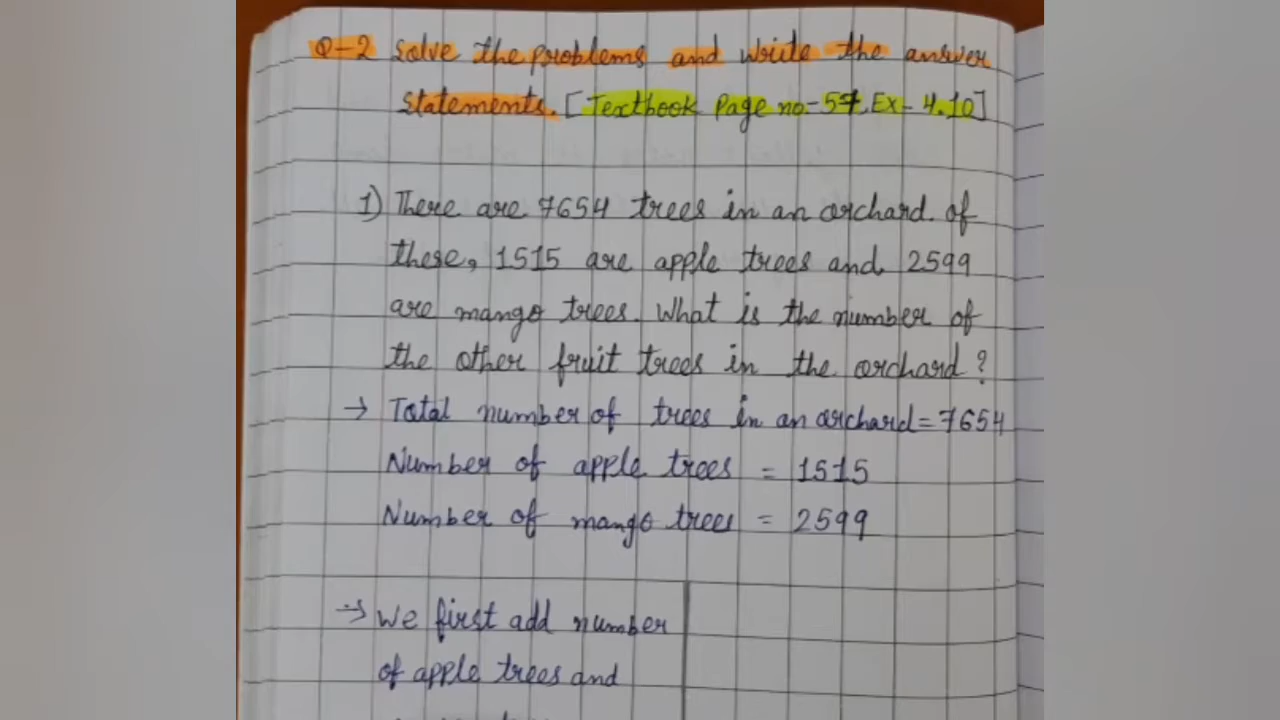 Q-2 Solve the problems and write the answer
statements. [Textbook Page no.-57, Ex- 4.10]
1) There are 7654 trees in an orchard. of
these, 1515 are apple trees and 2599
are mango trees. What is the number of
the other fruit trees in the orchard?
→ Total number of trees in an orchard = 7654
Number of apple trees = 1515
Number of mango trees = 2599
→ We first add number
of apple trees and